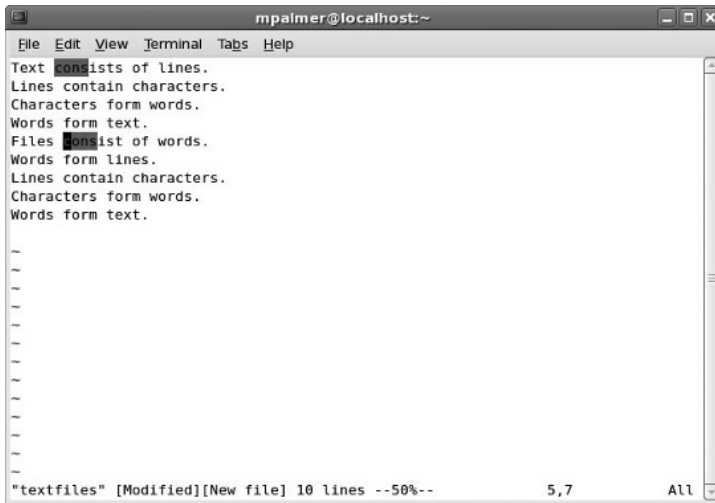 mpalmer@localhost:~
File Edit View Terminal Tabs Help
Text consists of lines.
Lines contain characters.
Characters form words.
Words form text.
Files consist of words.
Words form lines.
Lines contain characters.
Characters form words.
Words form text.
~
~
~
~
~
~
~
~
~
~
~
~
~
"textfiles" [Modified][New file] 10 lines --50%-- 5,7 All